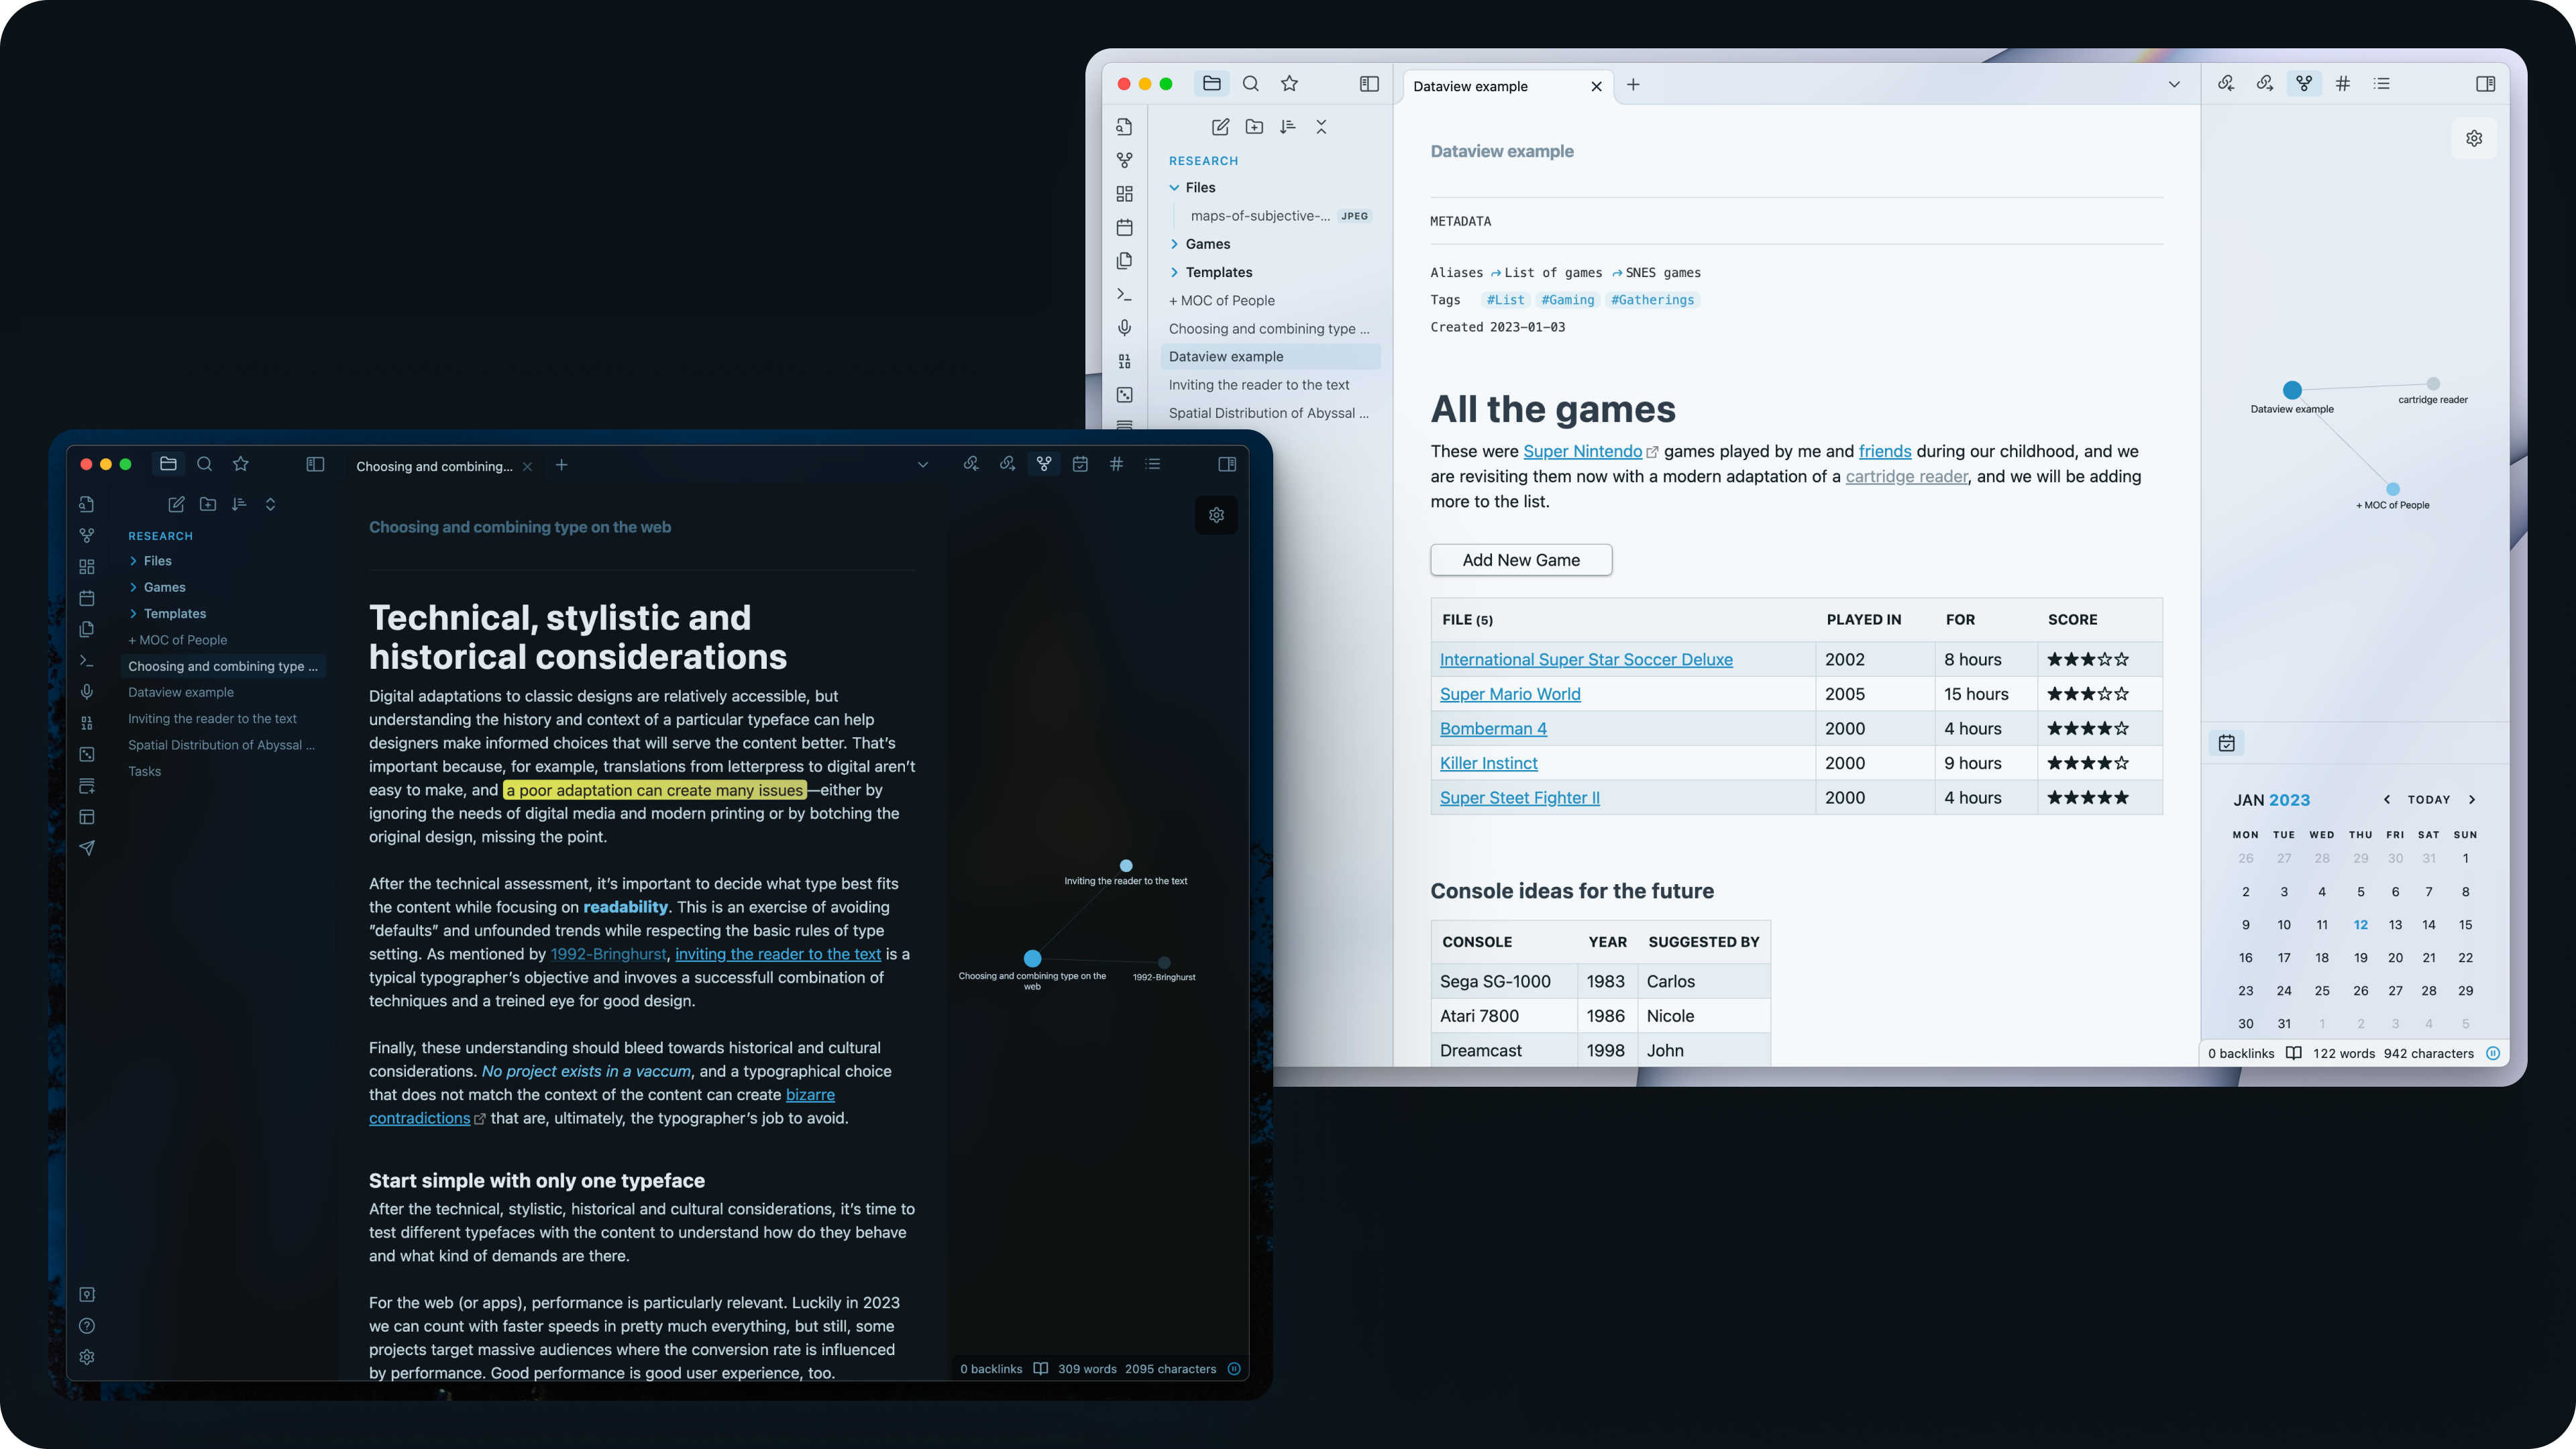 Dataview example
RESEARCH
Files
maps-of-subjective-... JPEG
Games
Templates
+ MOC of People
Choosing and combining type ...
Dataview example
Inviting the reader to the text
Spatial Distribution of Abyssal ...
Dataview example
METADATA
Aliases List of games SNES games
Tags #List #Gaming #Gatherings
Created 2023-01-03
All the games
These were Super Nintendo games played by me and friends during our childhood, and we
are revisiting them now with a modern adaptation of a cartridge reader, and we will be adding
more to the list.
Add New Game
FILE (5) PLAYED IN FOR SCORE
International Super Star Soccer Deluxe 2002 8 hours ★★★☆☆
Super Mario World 2005 15 hours ★★★☆☆
Bomberman 4 2000 4 hours ★★★★☆
Killer Instinct 2000 9 hours ★★★★☆
Super Steet Fighter II 2000 4 hours ★★★★★
Console ideas for the future
CONSOLE YEAR SUGGESTED BY
Sega SG-1000 1983 Carlos
Atari 7800 1986 Nicole
Dreamcast 1998 John
Dataview example
cartridge reader
+ MOC of People
JAN 2023 TODAY
MON TUE WED THU FRI SAT SUN
26 27 28 29 30 31 1
2 3 4 5 6 7 8
9 10 11 12 13 14 15
16 17 18 19 20 21 22
23 24 25 26 27 28 29
30 31 1 2 3 4 5
0 backlinks 122 words 942 characters
Choosing and combining...
RESEARCH
Files
Games
Templates
+ MOC of People
Choosing and combining type ...
Dataview example
Inviting the reader to the text
Spatial Distribution of Abyssal ...
Tasks
Choosing and combining type on the web
Technical, stylistic and
historical considerations
Digital adaptations to classic designs are relatively accessible, but
understanding the history and context of a particular typeface can help
designers make informed choices that will serve the content better. That's
important because, for example, translations from letterpress to digital aren't
easy to make, and a poor adaptation can create many issues—either by
ignoring the needs of digital media and modern printing or by botching the
original design, missing the point.
After the technical assessment, it's important to decide what type best fits
the content while focusing on readability. This is an exercise of avoiding
"defaults" and unfounded trends while respecting the basic rules of type
setting. As mentioned by 1992-Bringhurst, inviting the reader to the text is a
typical typographer's objective and invoves a successfull combination of
techniques and a treined eye for good design.
Finally, these understanding should bleed towards historical and cultural
considerations. No project exists in a vaccum, and a typographical choice
that does not match the context of the content can create bizarre
contradictions that are, ultimately, the typographer's job to avoid.
Start simple with only one typeface
After the technical, stylistic, historical and cultural considerations, it's time to
test different typefaces with the content to understand how do they behave
and what kind of demands are there.
For the web (or apps), performance is particularly relevant. Luckily in 2023
we can count with faster speeds in pretty much everything, but still, some
projects target massive audiences where the conversion rate is influenced
by performance. Good performance is good user experience, too.
Inviting the reader to the text
Choosing and combining type on the
web
1992-Bringhurst
0 backlinks 309 words 2095 characters